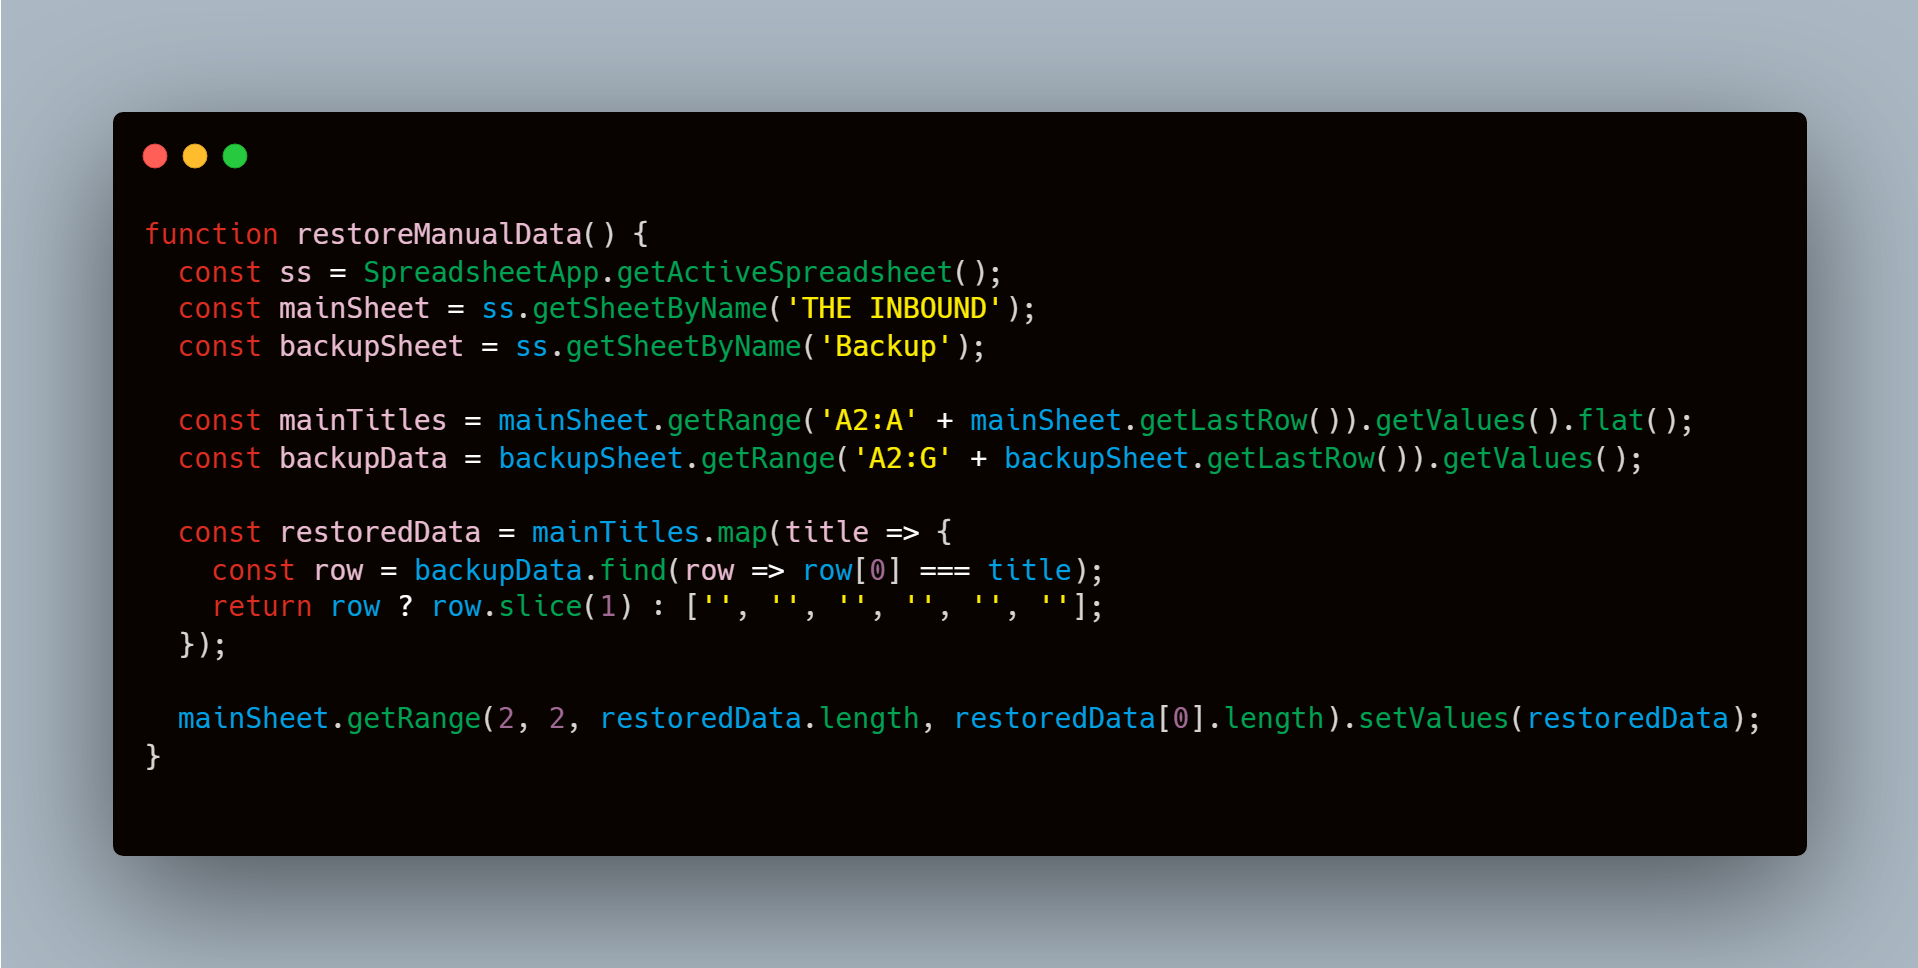 function restoreManualData() {
  const ss = SpreadsheetApp.getActiveSpreadsheet();
  const mainSheet = ss.getSheetByName('THE INBOUND');
  const backupSheet = ss.getSheetByName('Backup');

  const mainTitles = mainSheet.getRange('A2:A' + mainSheet.getLastRow()).getValues().flat();
  const backupData = backupSheet.getRange('A2:G' + backupSheet.getLastRow()).getValues();

  const restoredData = mainTitles.map(title => {
    const row = backupData.find(row => row[0] === title);
    return row ? row.slice(1) : ['', '', '', '', '', ''];
  });

  mainSheet.getRange(2, 2, restoredData.length, restoredData[0].length).setValues(restoredData);
}